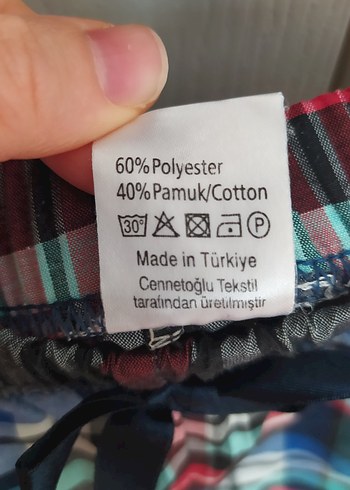 60% Polyester
40% Pamuk/Cotton
30° P
Made in Türkiye
Cennetoğlu Tekstil
tarafından üretilmiştir